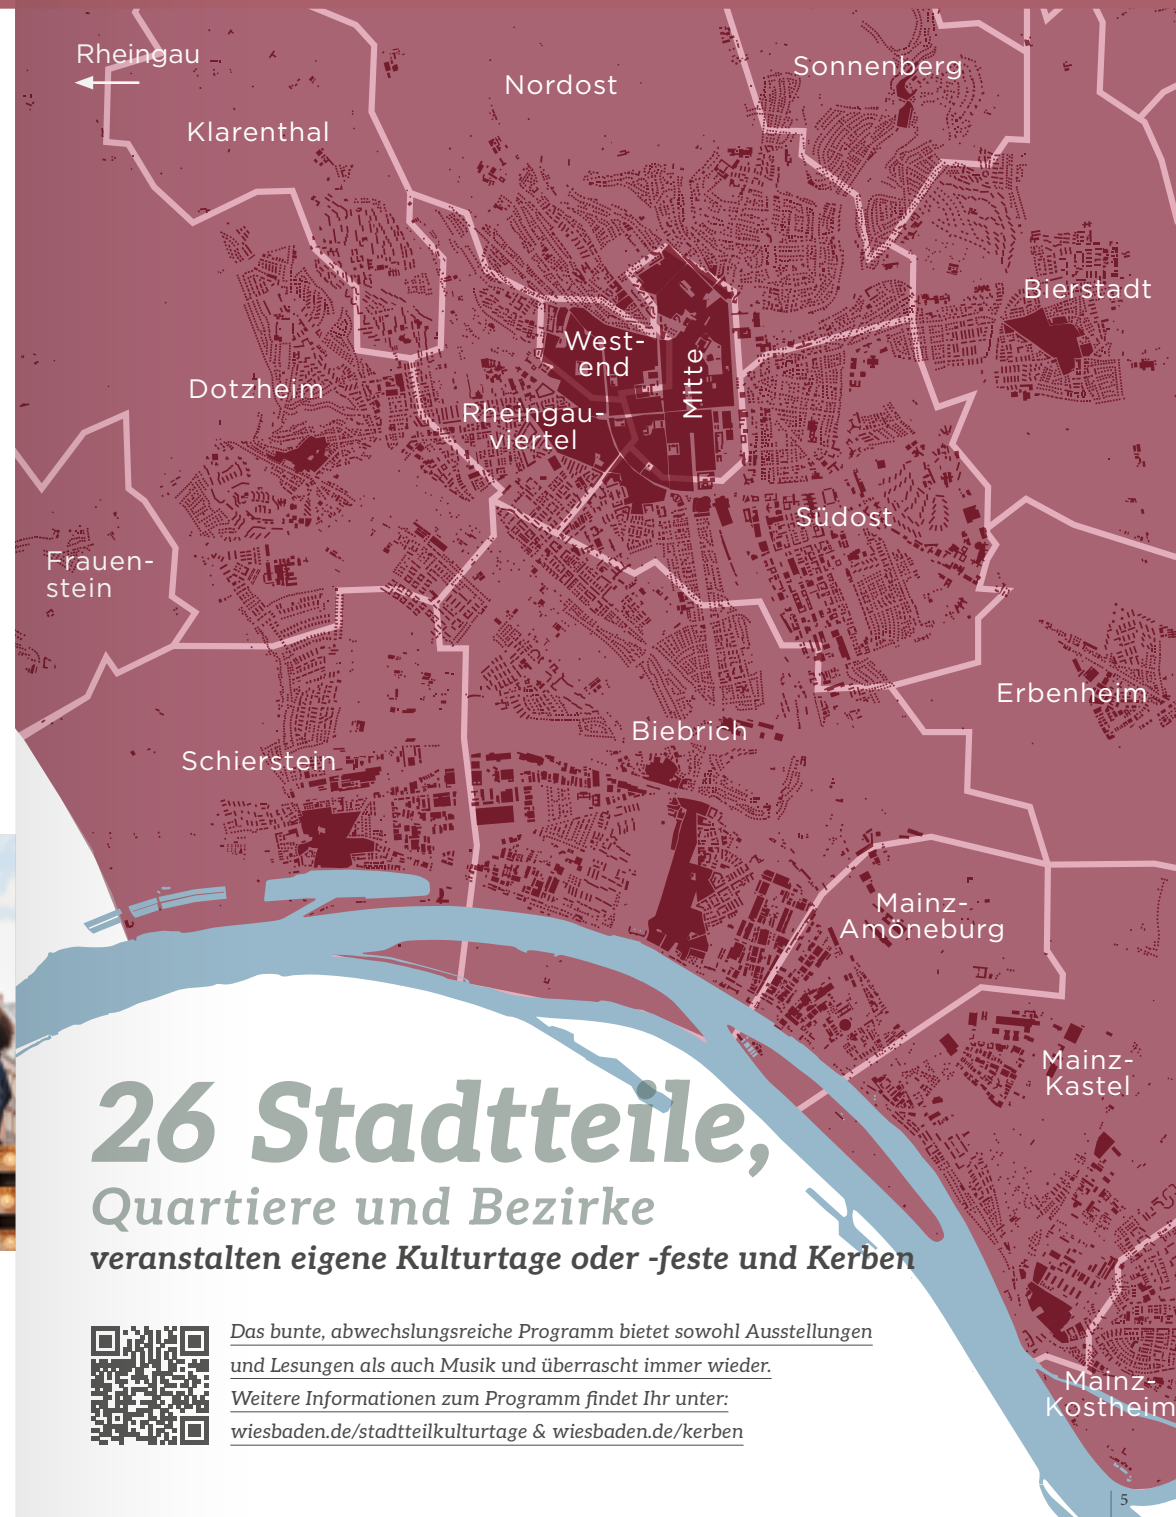 Rheingau
Nordost
Sonnenberg
Klarenthal
Bierstadt
West-
end
Mitte
Dotzheim
Rheingau-
viertel
Südost
Frauen-
stein
Erbenheim
Biebrich
Schierstein
Mainz-
Amöneburg
Mainz-
Kastel
26 Stadtteile,
Quartiere und Bezirke
veranstalten eigene Kulturtage oder -feste und Kerben
Das bunte, abwechslungsreiche Programm bietet sowohl Ausstellungen
und Lesungen als auch Musik und überrascht immer wieder.
Weitere Informationen zum Programm findet Ihr unter:
wiesbaden.de/stadtteilkulturtage & wiesbaden.de/kerben
Mainz-
Kostheim
5